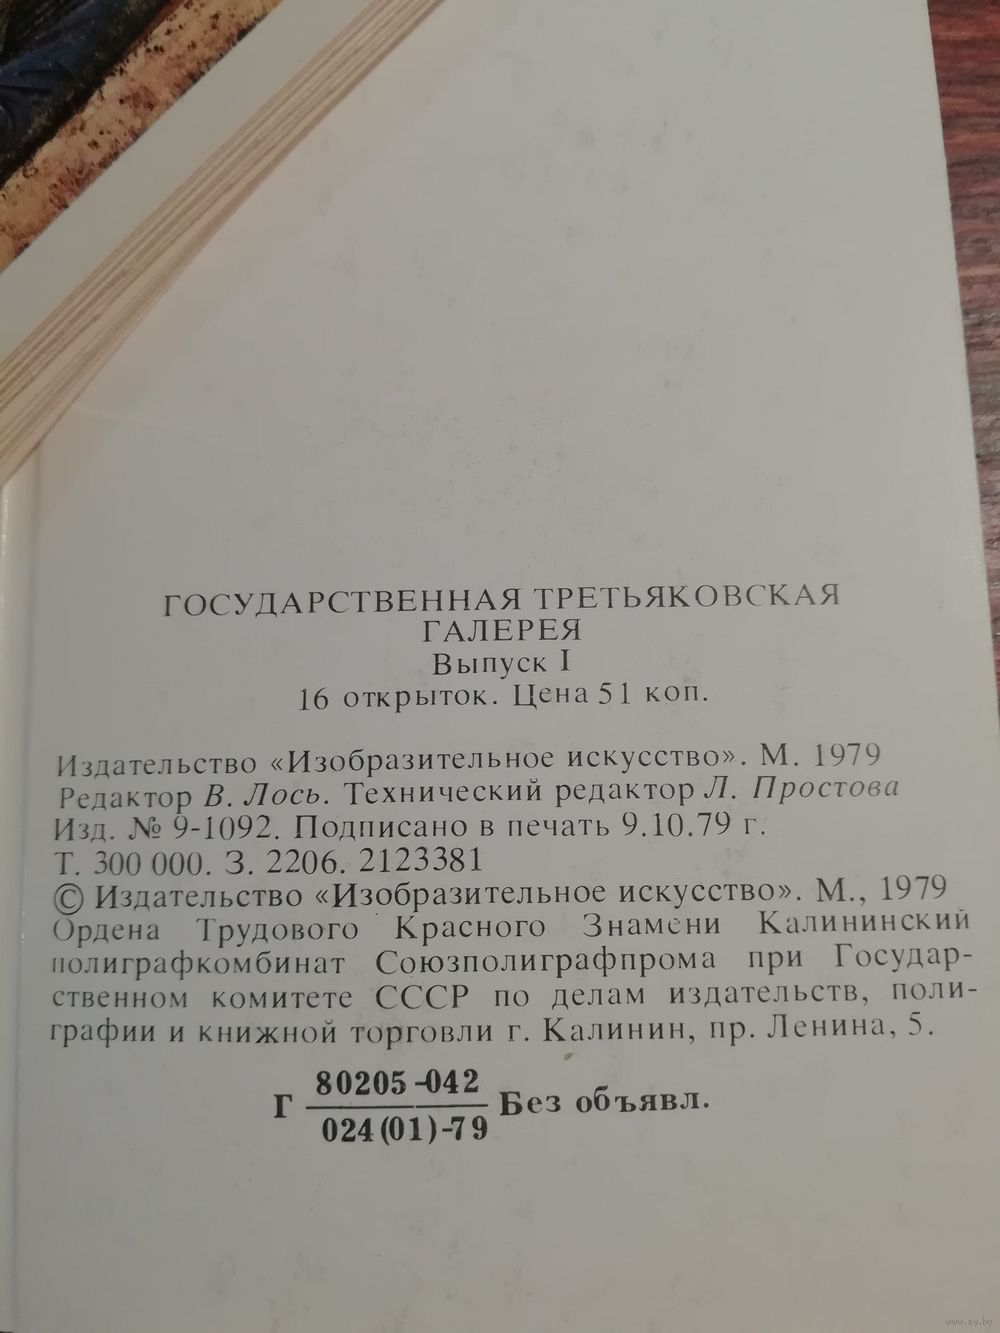 ГОСУДАРСТВЕННАЯ ТРЕТЬЯКОВСКАЯ
ГАЛЕРЕЯ
Выпуск I
16 открыток. Цена 51 коп.
Издательство «Изобразительное искусство». М. 1979
Редактор В. Лось. Технический редактор Л. Простова
Изд. № 9-1092. Подписано в печать 9.10.79 г.
Т. 300 000. З. 2206. 2123381
© Издательство «Изобразительное искусство». М., 1979
Ордена Трудового Красного Знамени Калининский
полиграфкомбинат Союзполиграфпрома при Государ-
ственном комитете СССР по делам издательств, поли-
графии и книжной торговли г. Калинин, пр. Ленина, 5.
Г 80205-042 Без объявл.
024(01)-79
www.ay.by